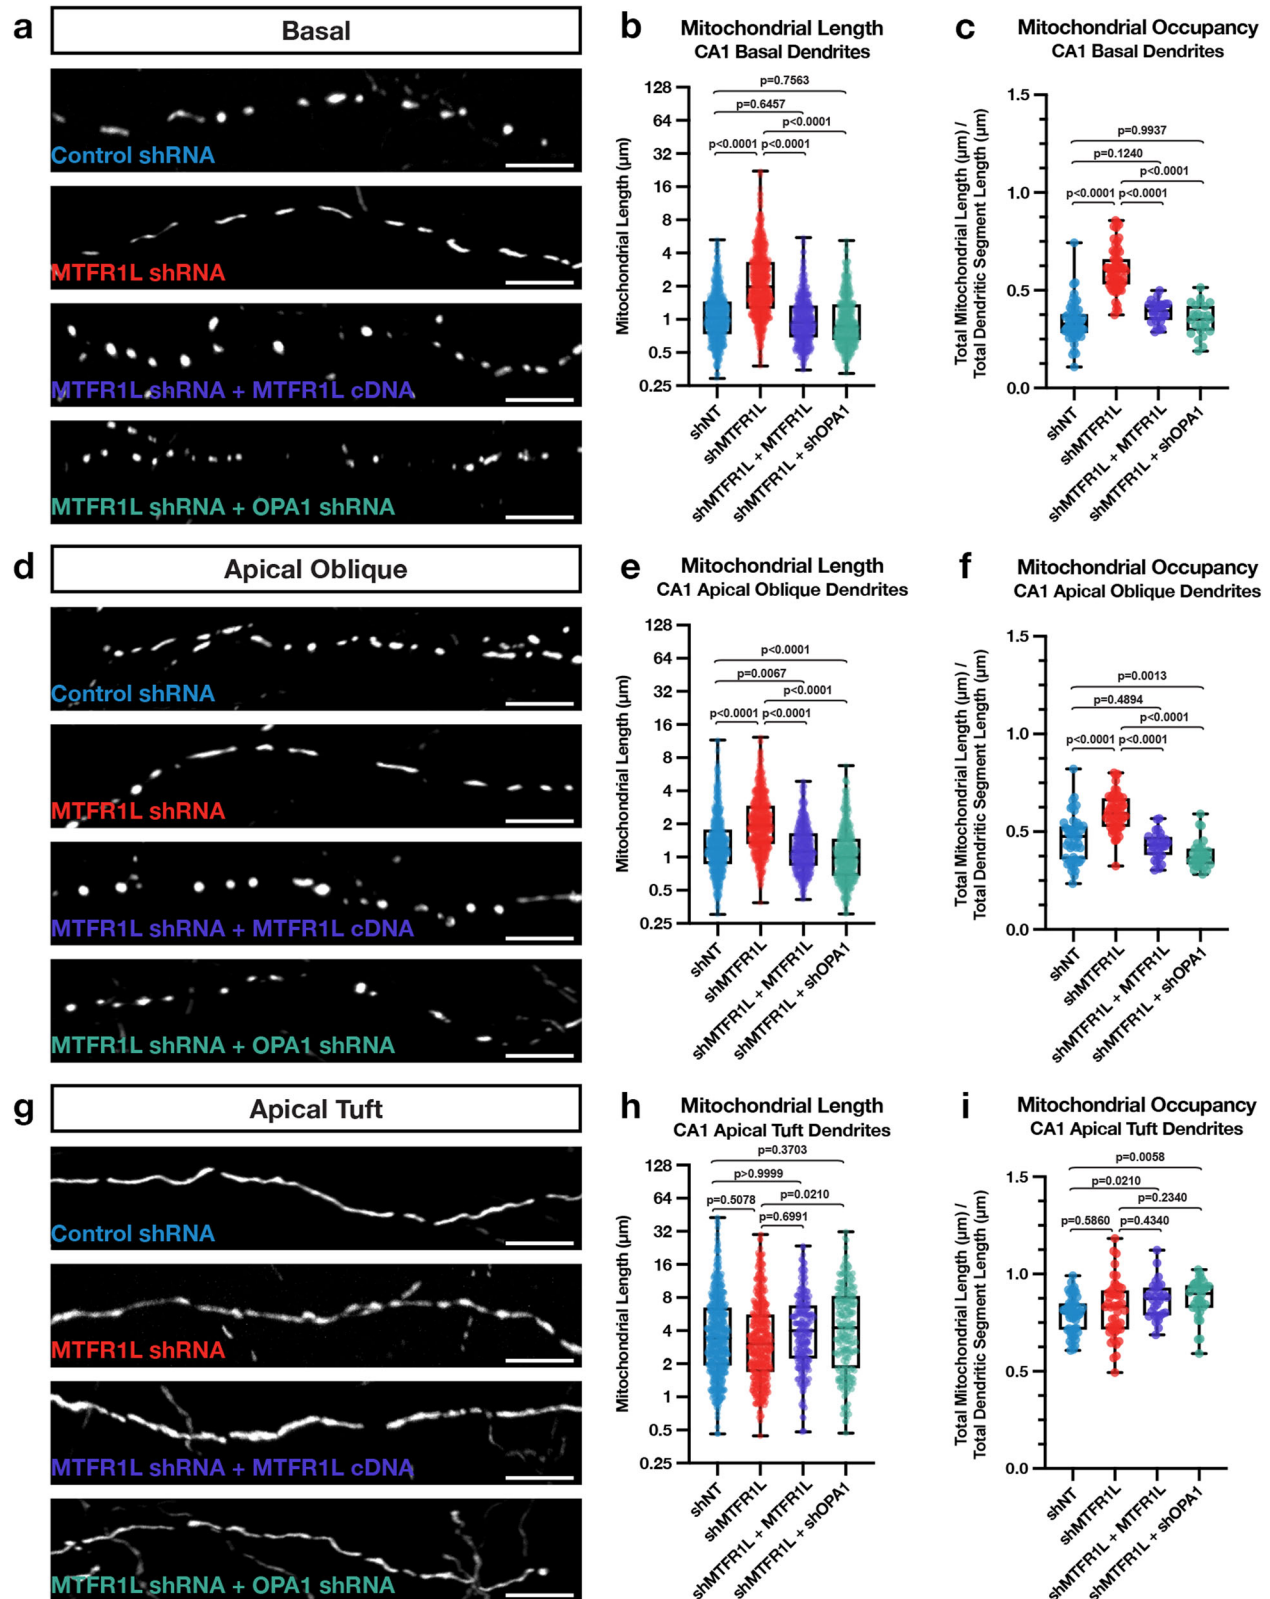 a
Basal
Control shRNA
MTFR1L shRNA
MTFR1L shRNA + MTFR1L cDNA
MTFR1L shRNA + OPA1 shRNA
b
Mitochondrial Length
CA1 Basal Dendrites
p=0.7563
p=0.6457
p<0.0001
p<0.0001 p<0.0001
Mitochondrial Length (µm)
128
64
32
16
8
4
2
1
0.5
0.25
shNT
shMTFR1L
shMTFR1L + MTFR1L
shMTFR1L + shOPA1
c
Mitochondrial Occupancy
CA1 Basal Dendrites
p=0.9937
p=0.1240
p<0.0001
p<0.0001 p<0.0001
Total Mitochondrial Length (µm) /
Total Dendritic Segment Length (µm)
1.5
1.0
0.5
0.0
shNT
shMTFR1L
shMTFR1L + MTFR1L
shMTFR1L + shOPA1
d
Apical Oblique
Control shRNA
MTFR1L shRNA
MTFR1L shRNA + MTFR1L cDNA
MTFR1L shRNA + OPA1 shRNA
e
Mitochondrial Length
CA1 Apical Oblique Dendrites
p<0.0001
p=0.0067
p<0.0001
p<0.0001 p<0.0001
Mitochondrial Length (µm)
128
64
32
16
8
4
2
1
0.5
0.25
shNT
shMTFR1L
shMTFR1L + MTFR1L
shMTFR1L + shOPA1
f
Mitochondrial Occupancy
CA1 Apical Oblique Dendrites
p=0.0013
p=0.4894
p<0.0001
p<0.0001 p<0.0001
Total Mitochondrial Length (µm) /
Total Dendritic Segment Length (µm)
1.5
1.0
0.5
0.0
shNT
shMTFR1L
shMTFR1L + MTFR1L
shMTFR1L + shOPA1
g
Apical Tuft
Control shRNA
MTFR1L shRNA
MTFR1L shRNA + MTFR1L cDNA
MTFR1L shRNA + OPA1 shRNA
h
Mitochondrial Length
CA1 Apical Tuft Dendrites
p=0.3703
p>0.9999
p=0.5078 p=0.0210
p=0.6991
Mitochondrial Length (µm)
128
64
32
16
8
4
2
1
0.5
0.25
shNT
shMTFR1L
shMTFR1L + MTFR1L
shMTFR1L + shOPA1
i
Mitochondrial Occupancy
CA1 Apical Tuft Dendrites
p=0.0058
p=0.0210
p=0.2340
p=0.5860 p=0.4340
Total Mitochondrial Length (µm) /
Total Dendritic Segment Length (µm)
1.5
1.0
0.5
0.0
shNT
shMTFR1L
shMTFR1L + MTFR1L
shMTFR1L + shOPA1